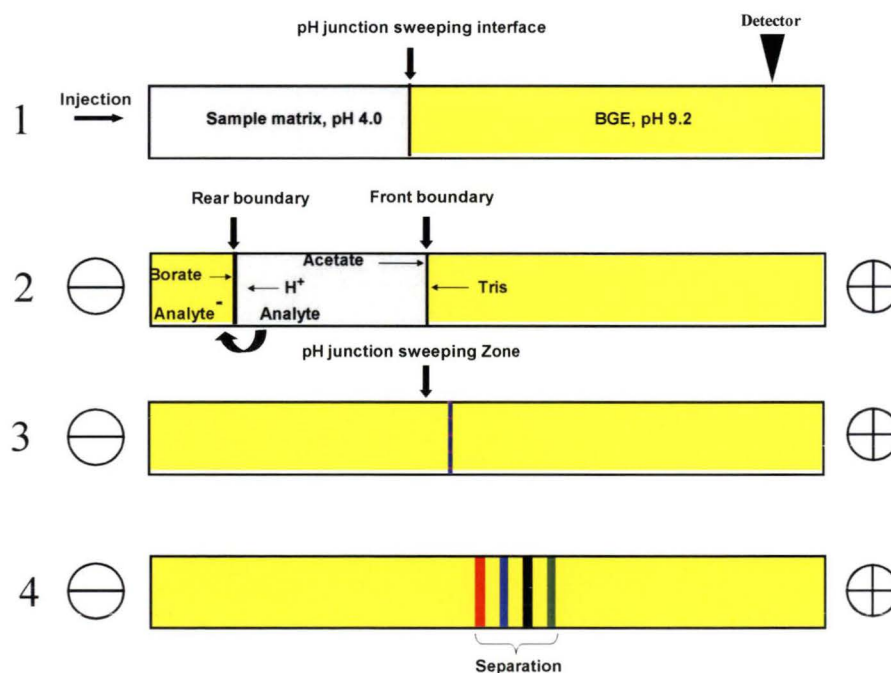 pH junction sweeping interface
Detector
Injection
1
Sample matrix, pH 4.0
BGE, pH 9.2
Rear boundary
Front boundary
2
Borate
Acetate
H+
Tris
Analyte-
Analyte
pH junction sweeping Zone
3
4
Separation